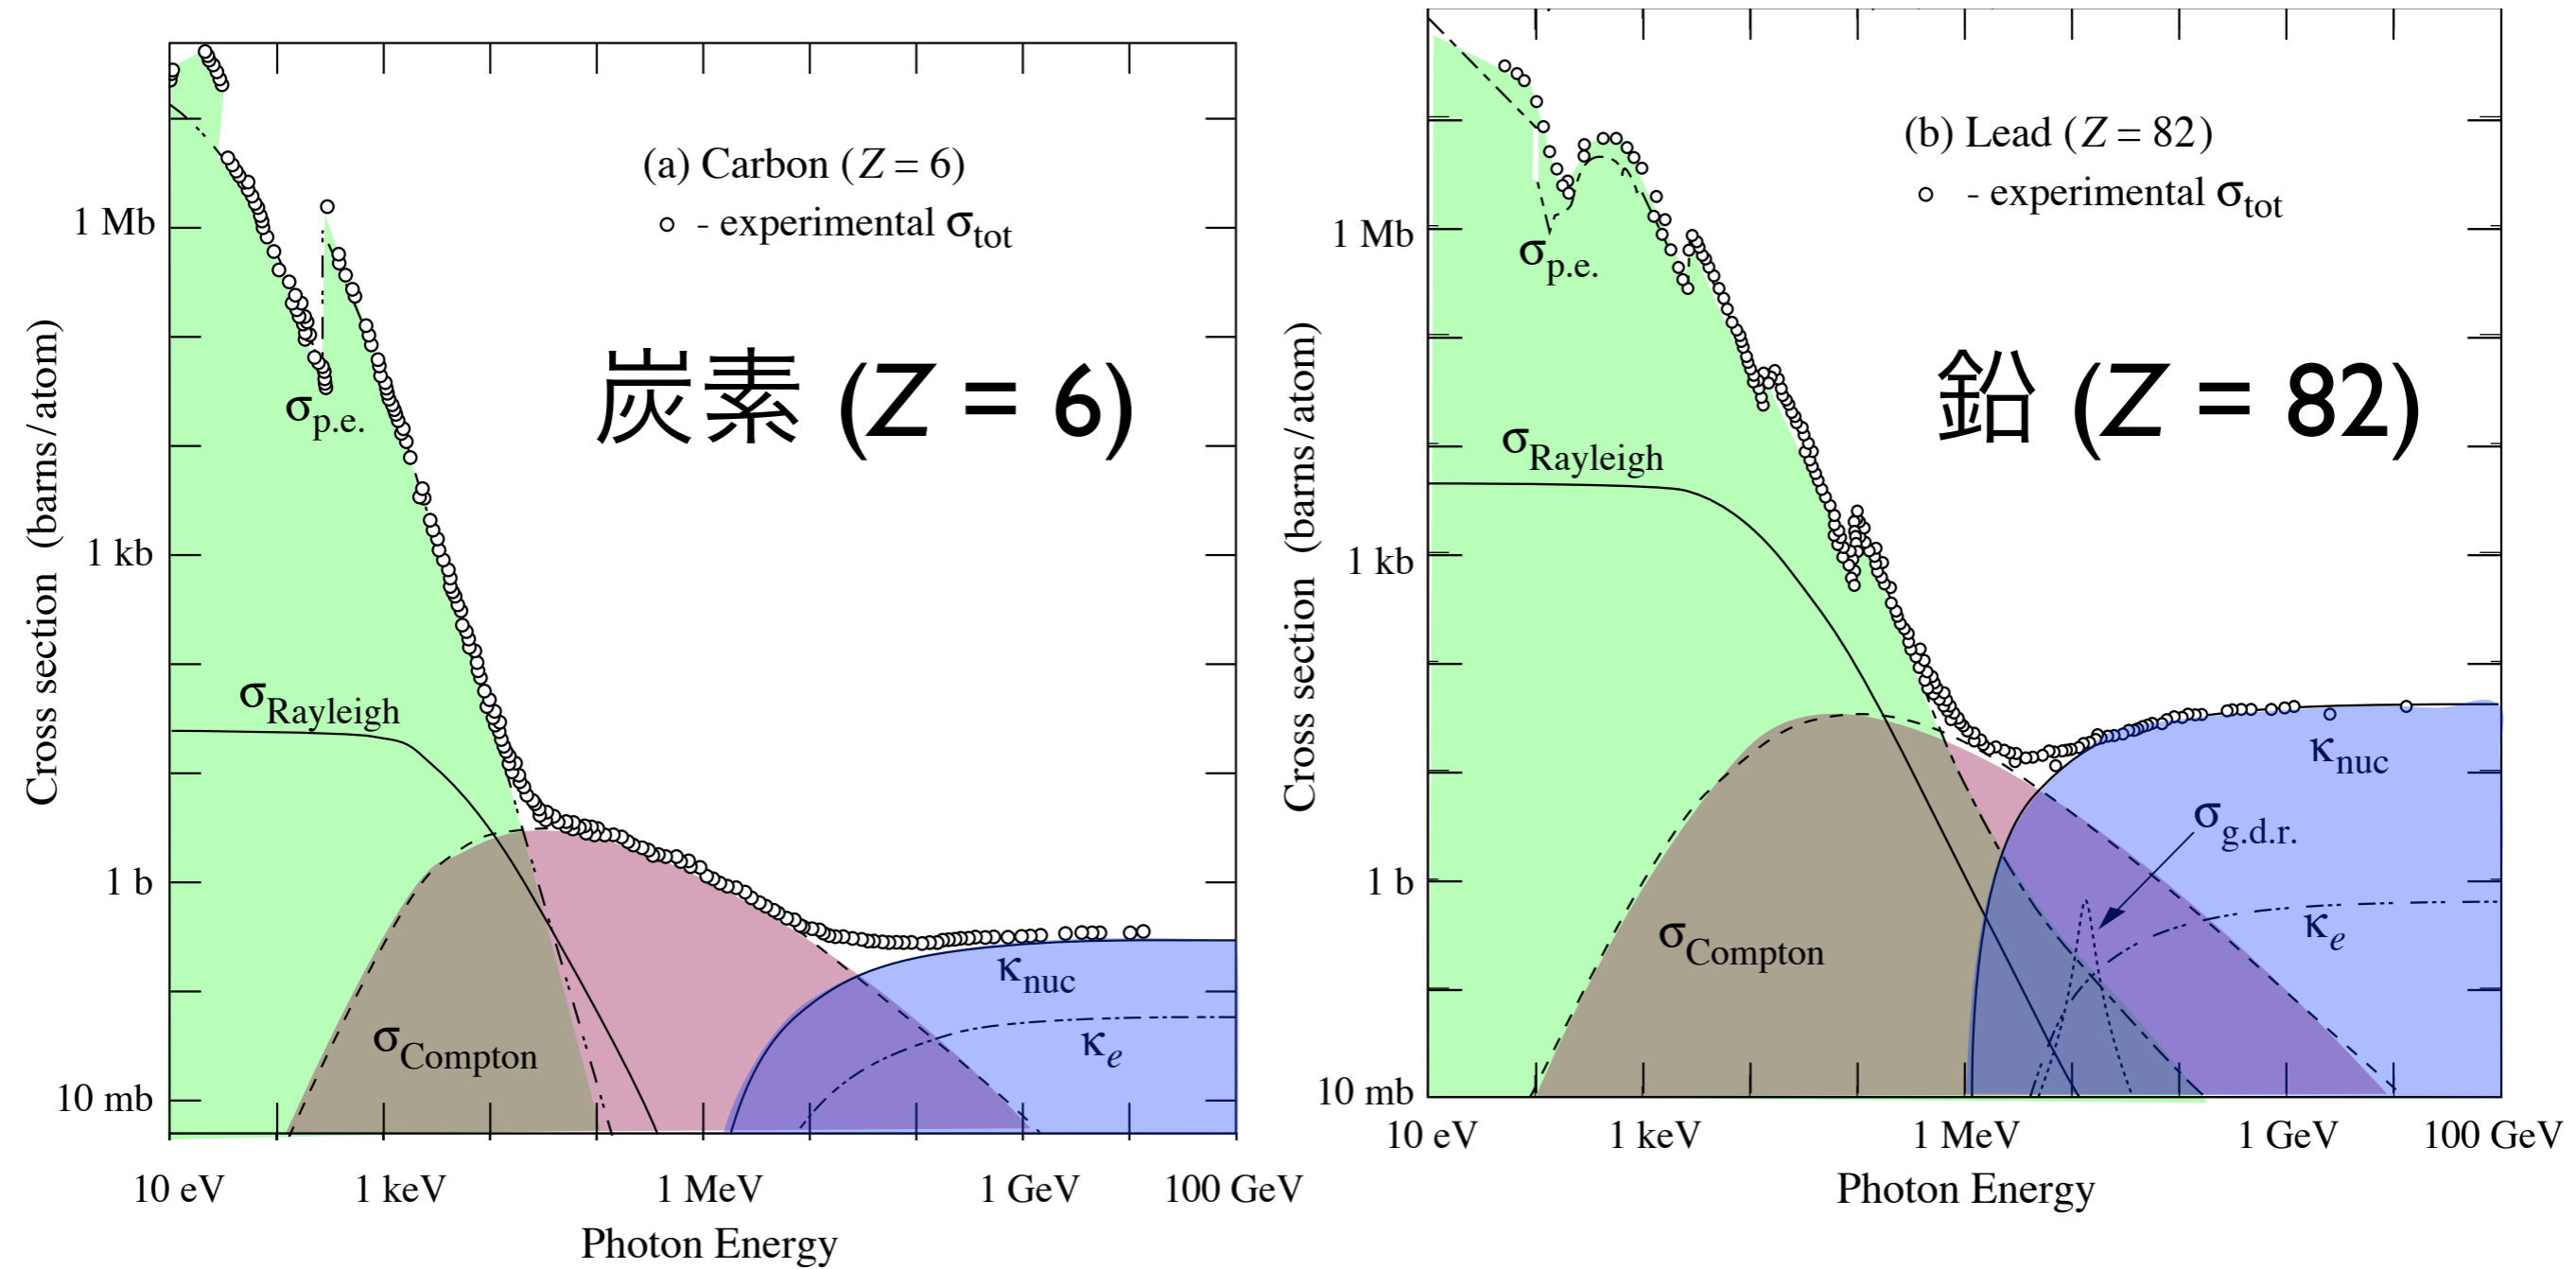 (a) Carbon (Z = 6)
- experimental σtot
炭素 (Z = 6)
Cross section (barns/atom)
1 Mb
1 kb
1 b
10 mb
σp.e.
σRayleigh
σCompton
κnuc
κe
10 eV
1 keV
1 MeV
1 GeV
100 GeV
Photon Energy
(b) Lead (Z = 82)
- experimental σtot
鉛 (Z = 82)
Cross section (barns/atom)
1 Mb
1 kb
1 b
10 mb
σp.e.
σRayleigh
σCompton
κnuc
σg.d.r.
κe
10 eV
1 keV
1 MeV
1 GeV
100 GeV
Photon Energy